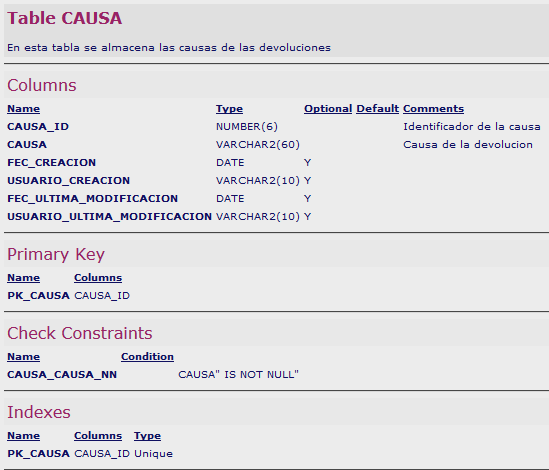 Table CAUSA
En esta tabla se almacena las causas de las devoluciones
Columns
Name Type Optional Default Comments
CAUSA_ID NUMBER(6) Identificador de la causa
CAUSA VARCHAR2(60) Causa de la devolucion
FEC_CREACION DATE Y
USUARIO_CREACION VARCHAR2(10) Y
FEC_ULTIMA_MODIFICACION DATE Y
USUARIO_ULTIMA_MODIFICACION VARCHAR2(10) Y
Primary Key
Name Columns
PK_CAUSA CAUSA_ID
Check Constraints
Name Condition
CAUSA_CAUSA_NN CAUSA" IS NOT NULL"
Indexes
Name Columns Type
PK_CAUSA CAUSA_ID Unique